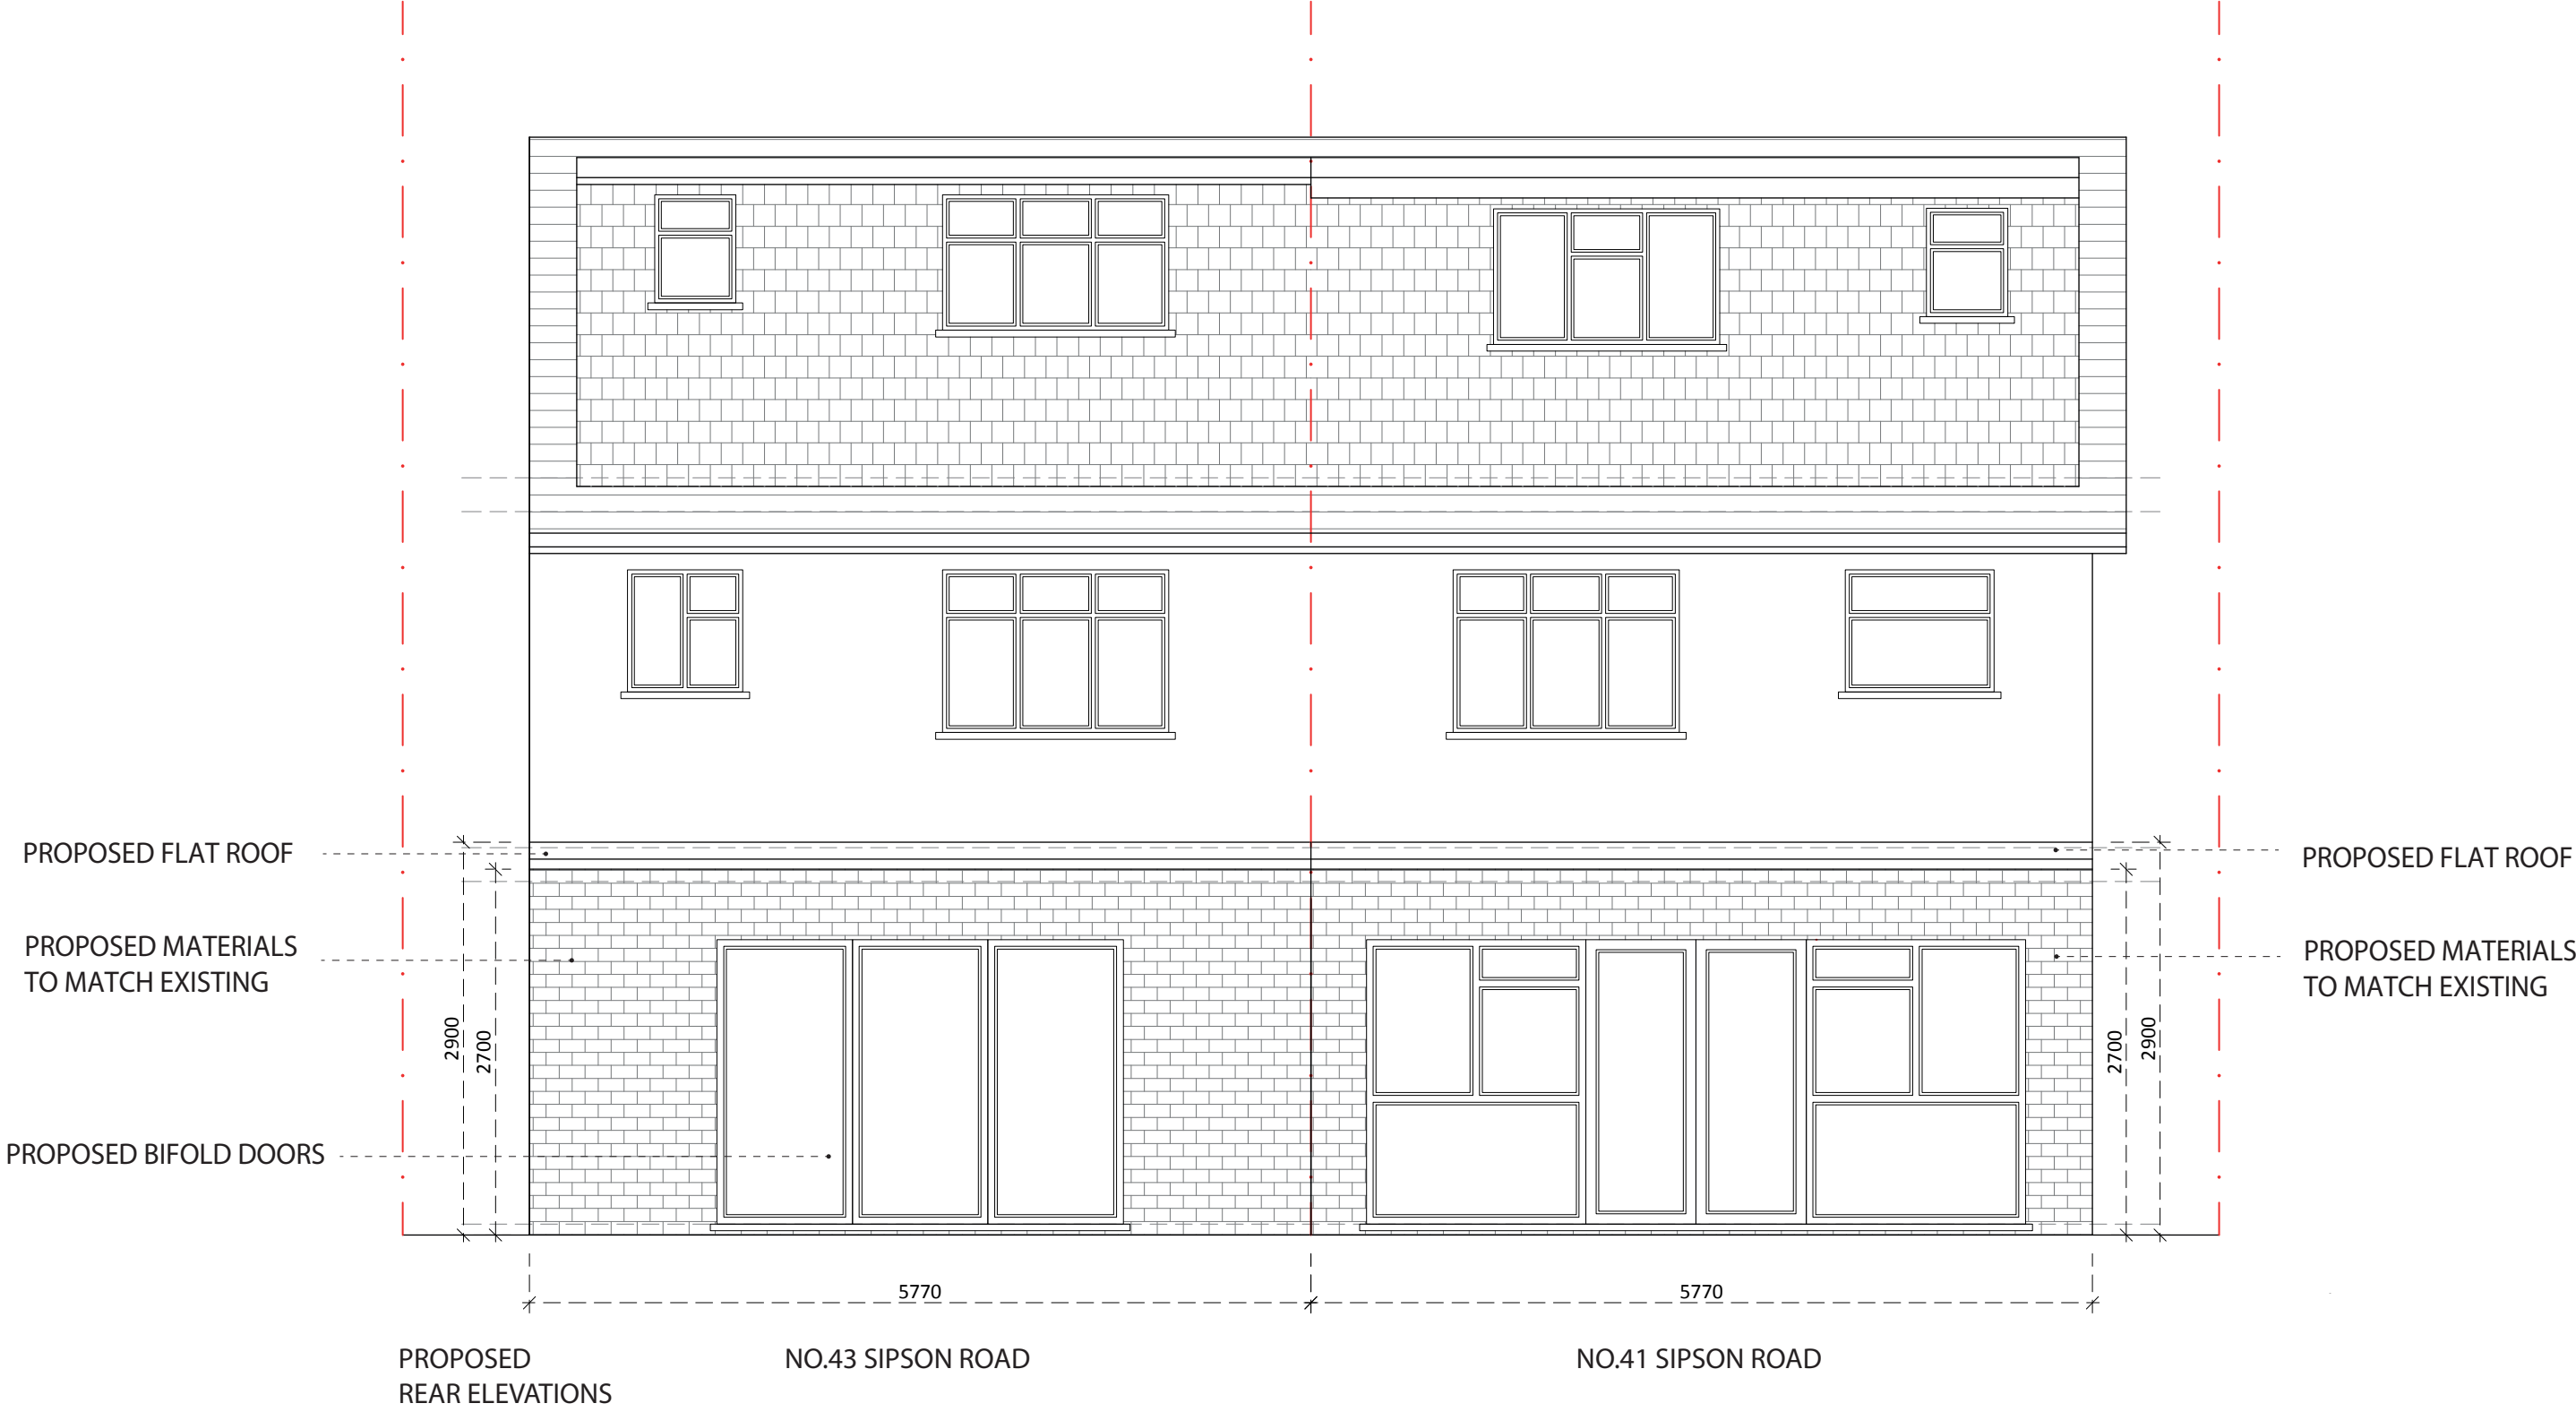 PROPOSED FLAT ROOF
PROPOSED FLAT ROOF
PROPOSED MATERIALS
TO MATCH EXISTING
PROPOSED MATERIALS
TO MATCH EXISTING
2900
2700
2700
2900
PROPOSED BIFOLD DOORS
5770
5770
PROPOSED
REAR ELEVATIONS
NO.43 SIPSON ROAD
NO.41 SIPSON ROAD